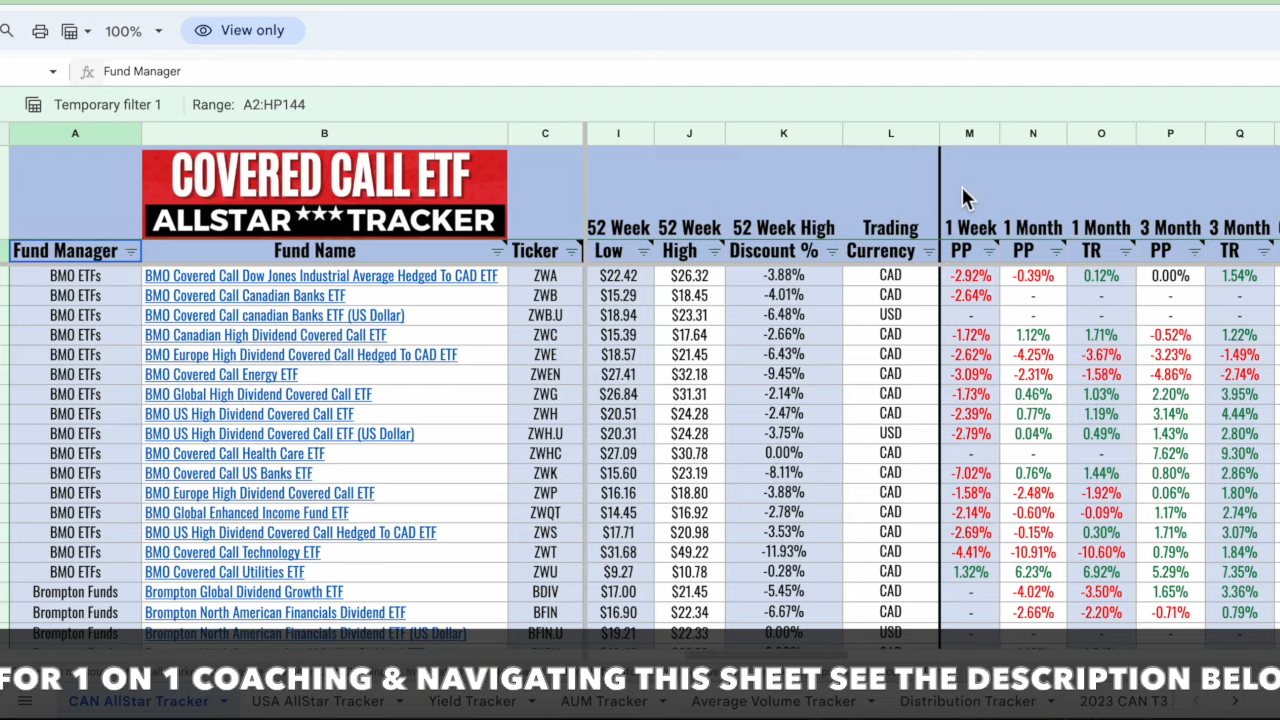 100%
View only
Fund Manager
Temporary filter 1 Range: A2:HP144
A B C I J K L M N O P Q
COVERED CALL ETF
ALLSTAR ★★★ TRACKER
52 Week 52 Week 52 Week High Trading 1 Week 1 Month 1 Month 3 Month 3 Month
Fund Manager Fund Name Ticker Low High Discount % Currency PP PP TR PP TR
BMO ETFs BMO Covered Call Dow Jones Industrial Average Hedged To CAD ETF ZWA $22.42 $26.32 -3.88% CAD -2.92% -0.39% 0.12% 0.00% 1.54%
BMO ETFs BMO Covered Call Canadian Banks ETF ZWB $15.29 $18.45 -4.01% CAD -2.64% - - - -
BMO ETFs BMO Covered Call canadian Banks ETF (US Dollar) ZWB.U $18.94 $23.31 -6.48% USD - - - - -
BMO ETFs BMO Canadian High Dividend Covered Call ETF ZWC $15.39 $17.64 -2.66% CAD -1.72% 1.12% 1.71% -0.52% 1.22%
BMO ETFs BMO Europe High Dividend Covered Call Hedged To CAD ETF ZWE $18.57 $21.45 -6.43% CAD -2.62% -4.25% -3.67% -3.23% -1.49%
BMO ETFs BMO Covered Call Energy ETF ZWEN $27.41 $32.18 -9.45% CAD -3.09% -2.31% -1.58% -4.86% -2.74%
BMO ETFs BMO Global High Dividend Covered Call ETF ZWG $26.84 $31.31 -2.14% CAD -1.73% 0.46% 1.03% 2.20% 3.95%
BMO ETFs BMO US High Dividend Covered Call ETF ZWH $20.51 $24.28 -2.47% CAD -2.39% 0.77% 1.19% 3.14% 4.44%
BMO ETFs BMO US High Dividend Covered Call ETF (US Dollar) ZWH.U $20.31 $24.28 -3.75% USD -2.79% 0.04% 0.49% 1.43% 2.80%
BMO ETFs BMO Covered Call Health Care ETF ZWHC $27.09 $30.78 0.00% CAD - - - 7.62% 9.30%
BMO ETFs BMO Covered Call US Banks ETF ZWK $15.60 $23.19 -8.11% CAD -7.02% 0.76% 1.44% 0.80% 2.86%
BMO ETFs BMO Europe High Dividend Covered Call ETF ZWP $16.16 $18.80 -3.88% CAD -1.58% -2.48% -1.92% 0.06% 1.80%
BMO ETFs BMO Global Enhanced Income Fund ETF ZWQT $14.45 $16.92 -2.78% CAD -2.14% -0.60% -0.09% 1.17% 2.74%
BMO ETFs BMO US High Dividend Covered Call Hedged To CAD ETF ZWS $17.71 $20.98 -3.53% CAD -2.69% -0.15% 0.30% 1.71% 3.07%
BMO ETFs BMO Covered Call Technology ETF ZWT $31.68 $49.22 -11.93% CAD -4.41% -10.91% -10.60% 0.79% 1.84%
BMO ETFs BMO Covered Call Utilities ETF ZWU $9.27 $10.78 -0.28% CAD 1.32% 6.23% 6.92% 5.29% 7.35%
Brompton Funds Brompton Global Dividend Growth ETF BDIV $17.00 $21.45 -5.45% CAD - -4.02% -3.50% 1.65% 3.36%
Brompton Funds Brompton North American Financials Dividend ETF BFIN $16.90 $22.34 -6.67% CAD - -2.66% -2.20% -0.71% 0.79%
Brompton Funds Brompton North American Financials Dividend ETF (US Dollar) BFIN.U $19.21 $22.33 0.00% USD - - - - -
FOR 1 ON 1 COACHING & NAVIGATING THIS SHEET SEE THE DESCRIPTION BELO
CAN AllStar Tracker USA AllStar Tracker Yield Tracker AUM Tracker Average Volume Tracker Distribution Tracker 2023 CAN T3